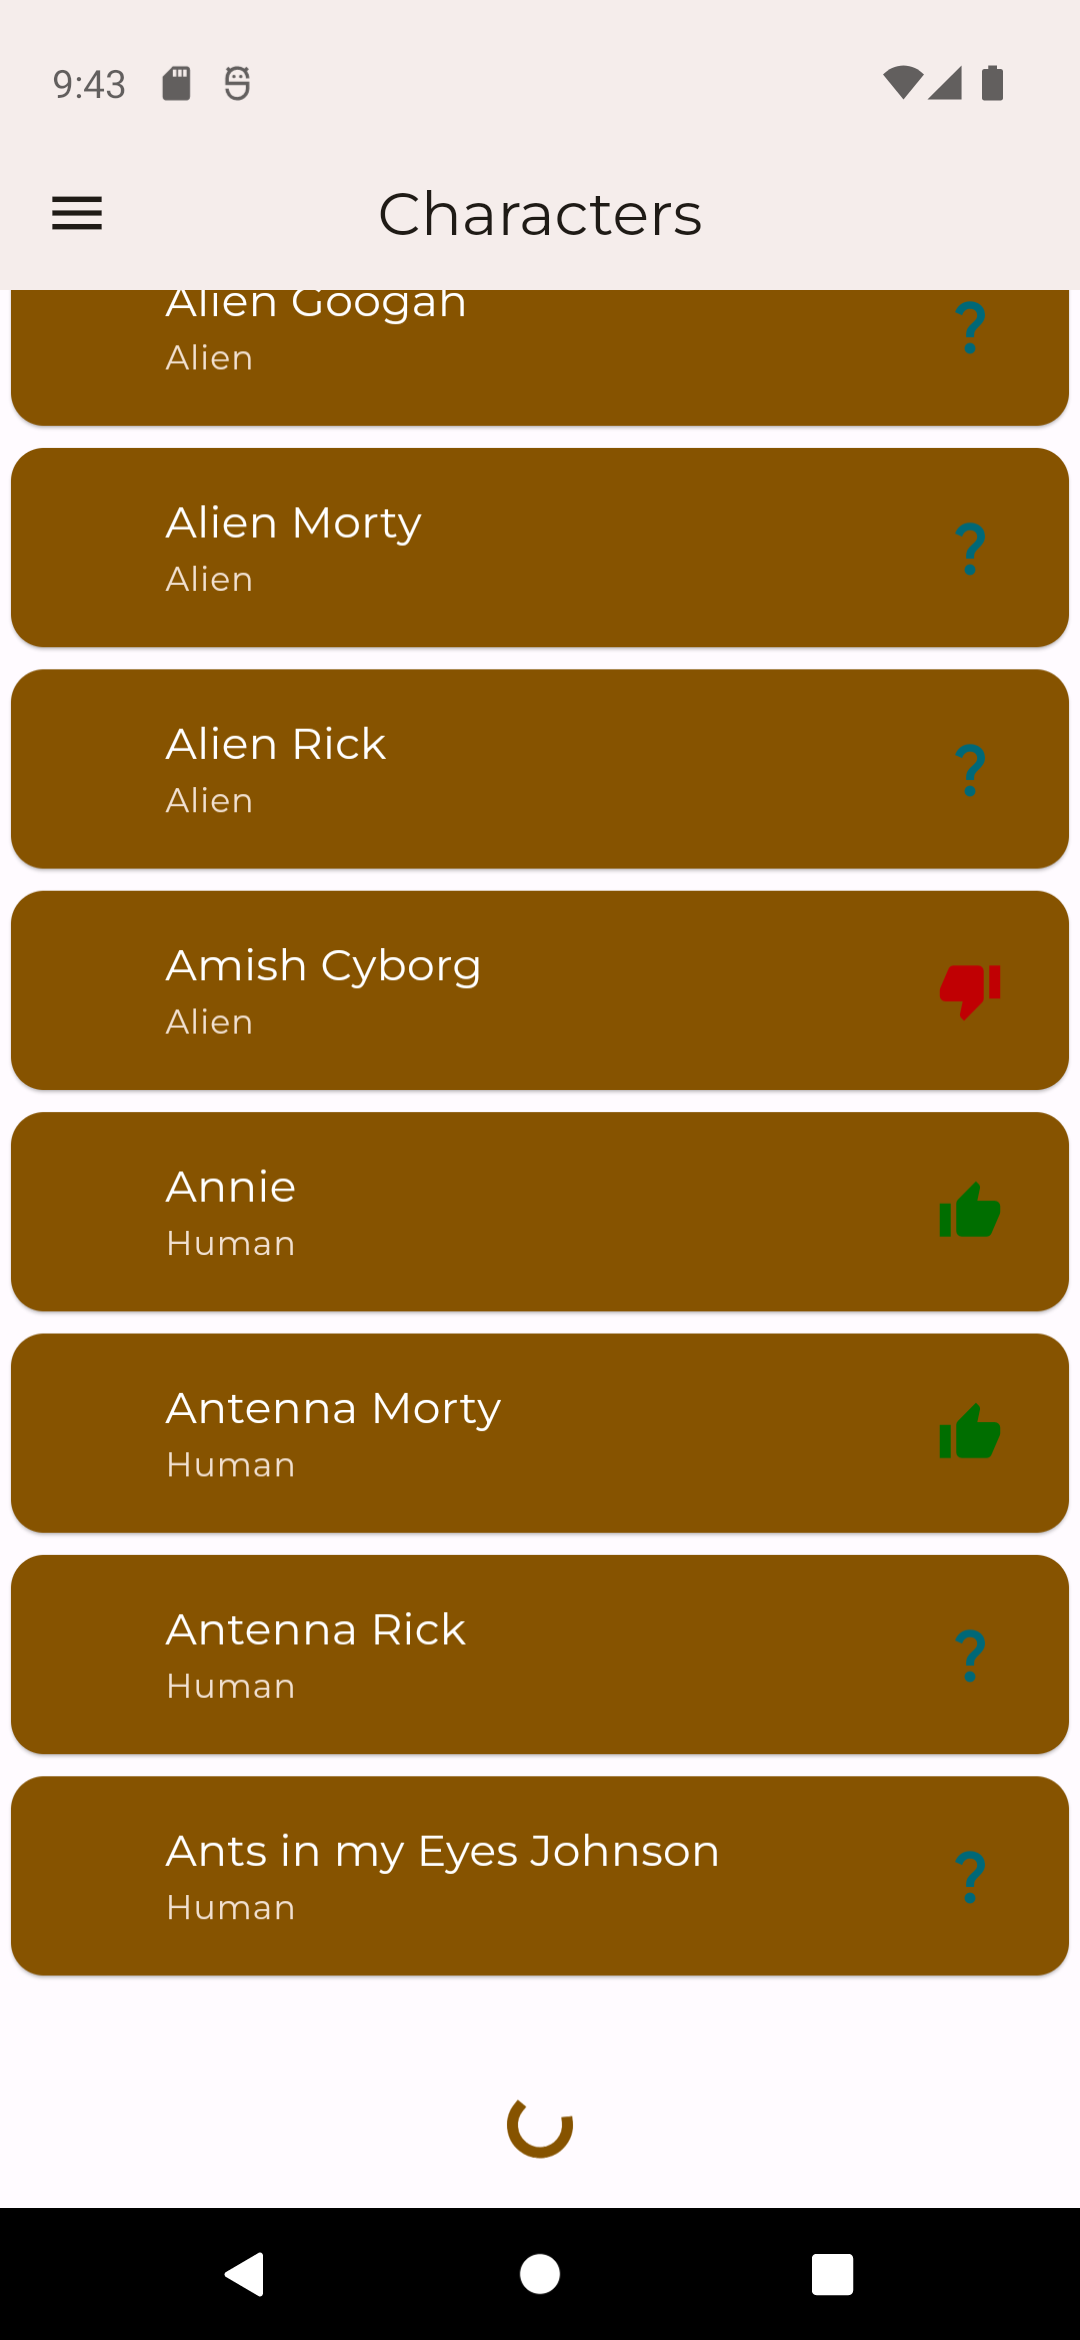 9:43
Characters
Alien Googah
Alien
Alien Morty
Alien
Alien Rick
Alien
Amish Cyborg
Alien
Annie
Human
Antenna Morty
Human
Antenna Rick
Human
Ants in my Eyes Johnson
Human